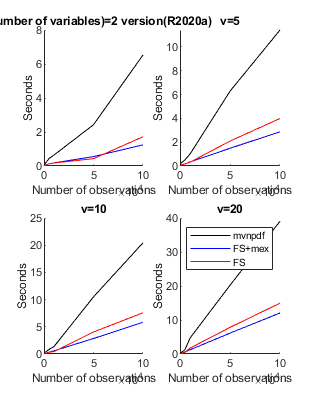 umber of variables)=2 version(R2020a) v=5
8
6
4
2
0
Seconds
0 5 10
Number of observations
10
5
0
Seconds
0 5 10
Number of observations
v=10
25
20
15
10
5
0
Seconds
0 5 10
Number of observations
v=20
40
30
20
10
0
Seconds
mvnpdf
FS+mex
FS
0 5 10
Number of observations